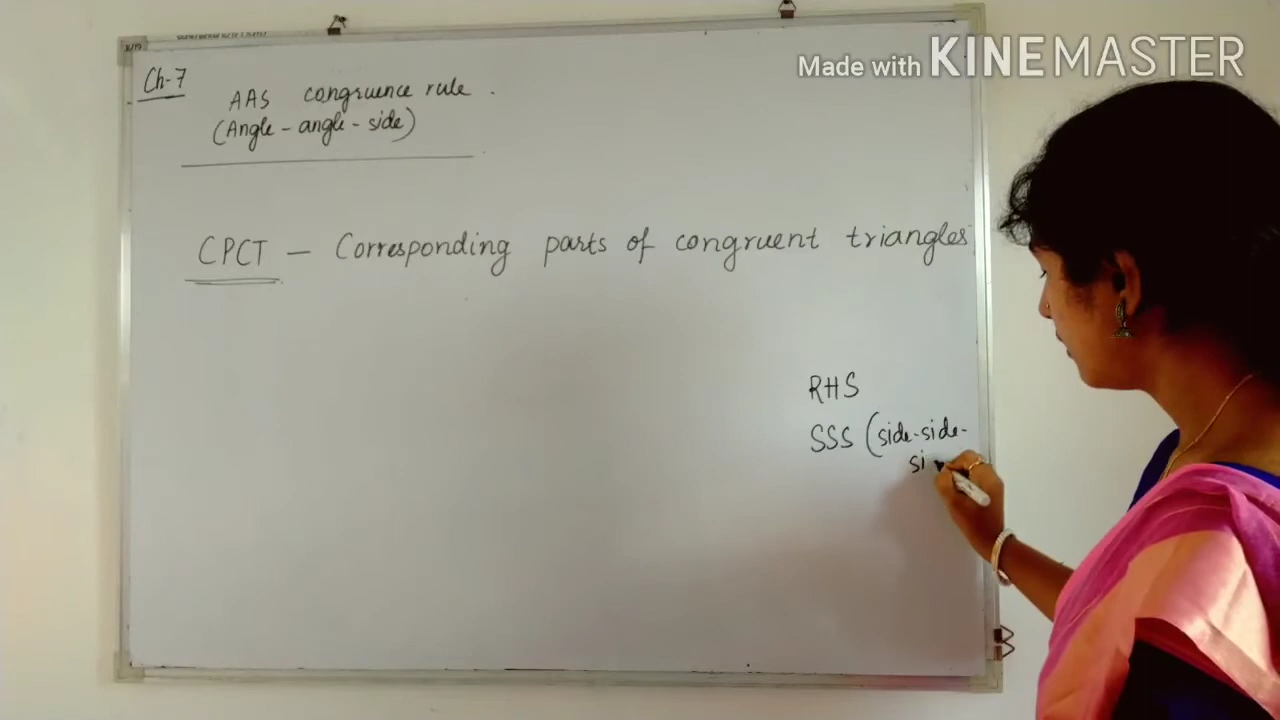 Made with KINEMASTER
Ch-7
AAS congruence rule.
(Angle-angle-side)
CPCT — Corresponding parts of congruent triangles
RHS
SSS (side-side-
si